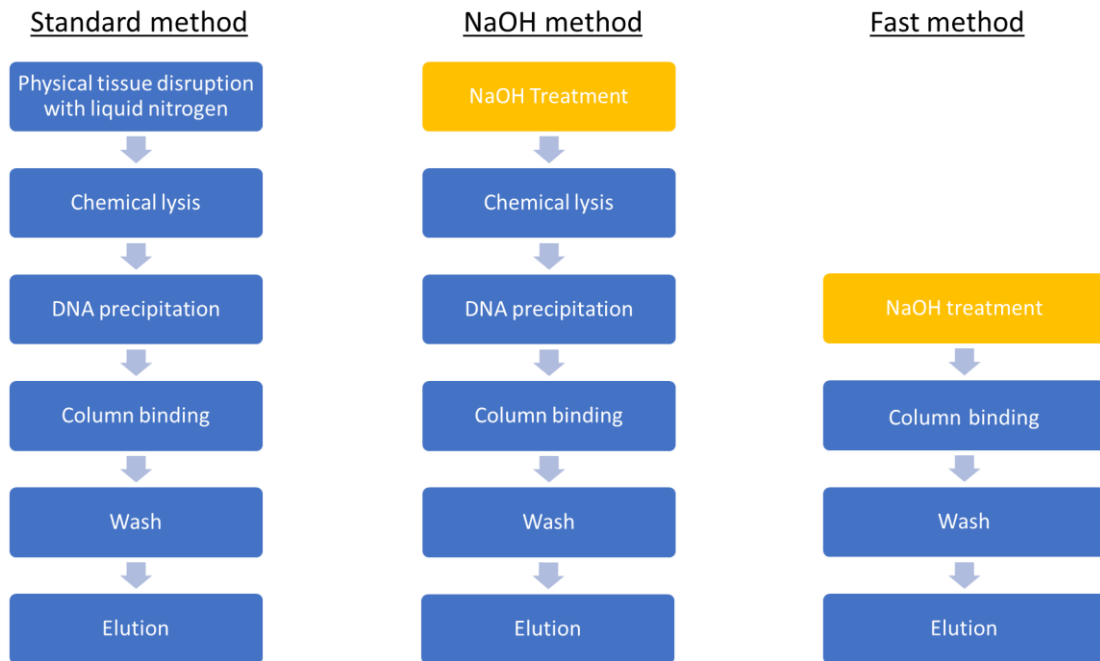 Standard method
Physical tissue disruption
with liquid nitrogen
Chemical lysis
DNA precipitation
Column binding
Wash
Elution
NaOH method
NaOH Treatment
Chemical lysis
DNA precipitation
Column binding
Wash
Elution
Fast method
NaOH treatment
Column binding
Wash
Elution